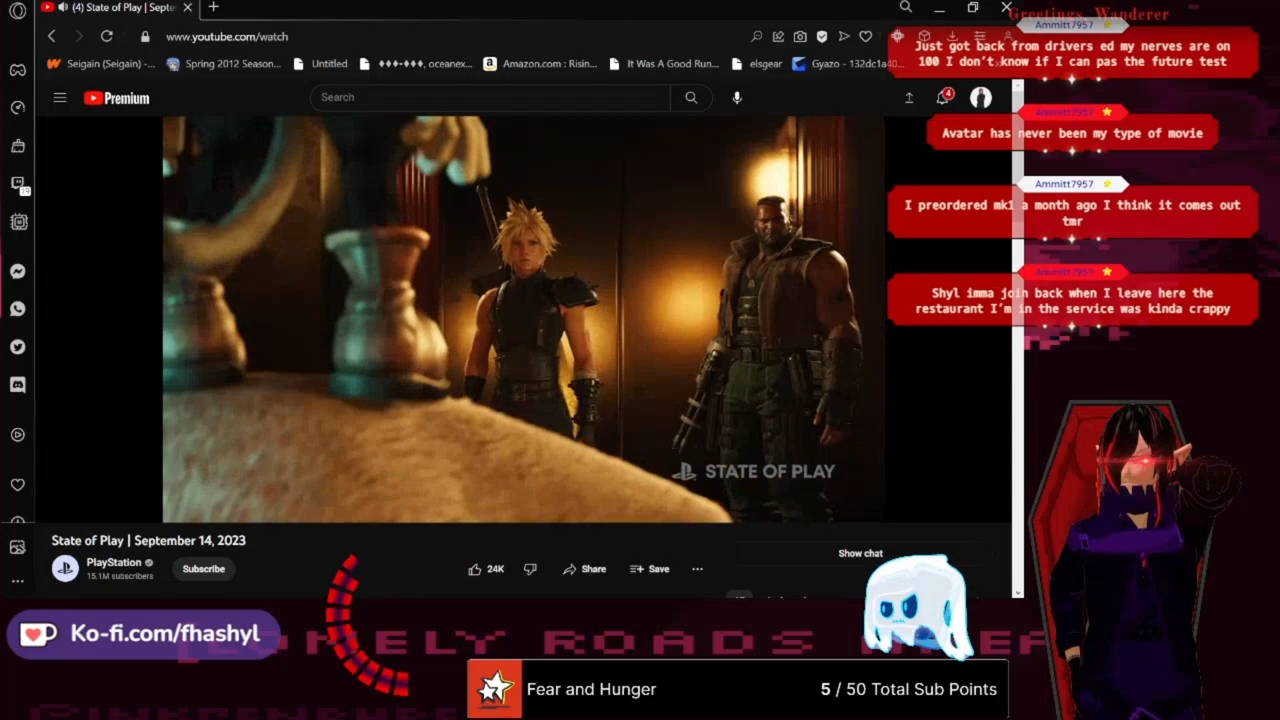 (4) State of Play | Septe
Greetings, Wanderer
www.youtube.com/watch
Seigain (Seigain) -...
Spring 2012 Season...
Untitled
♦♦♦-♦♦♦, oceanex...
Amazon.com : Risin...
It Was A Good Run...
elsgear
Gyazo - 132dc1a40...
Premium
Search
4
Ammitt7957
Just got back from drivers ed my nerves are on
100 I don't know if I can pas the future test
Ammitt7957
Avatar has never been my type of movie
Ammitt7957
I preordered mk1 a month ago I think it comes out
tmr
Ammitt7957
Shyl imma join back when I leave here the
restaurant I'm in the service was kinda crappy
STATE OF PLAY
State of Play | September 14, 2023
PlayStation
15.1M subscribers
Subscribe
24K
Share
Save
Show chat
Ko-fi.com/fhashyl
LONELY ROADS
Fear and Hunger
5 / 50 Total Sub Points